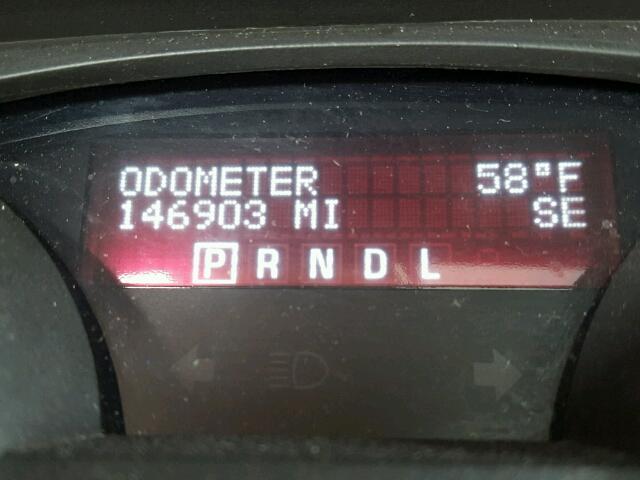 ODOMETER 58°F
146903 MI SE
P R N D L